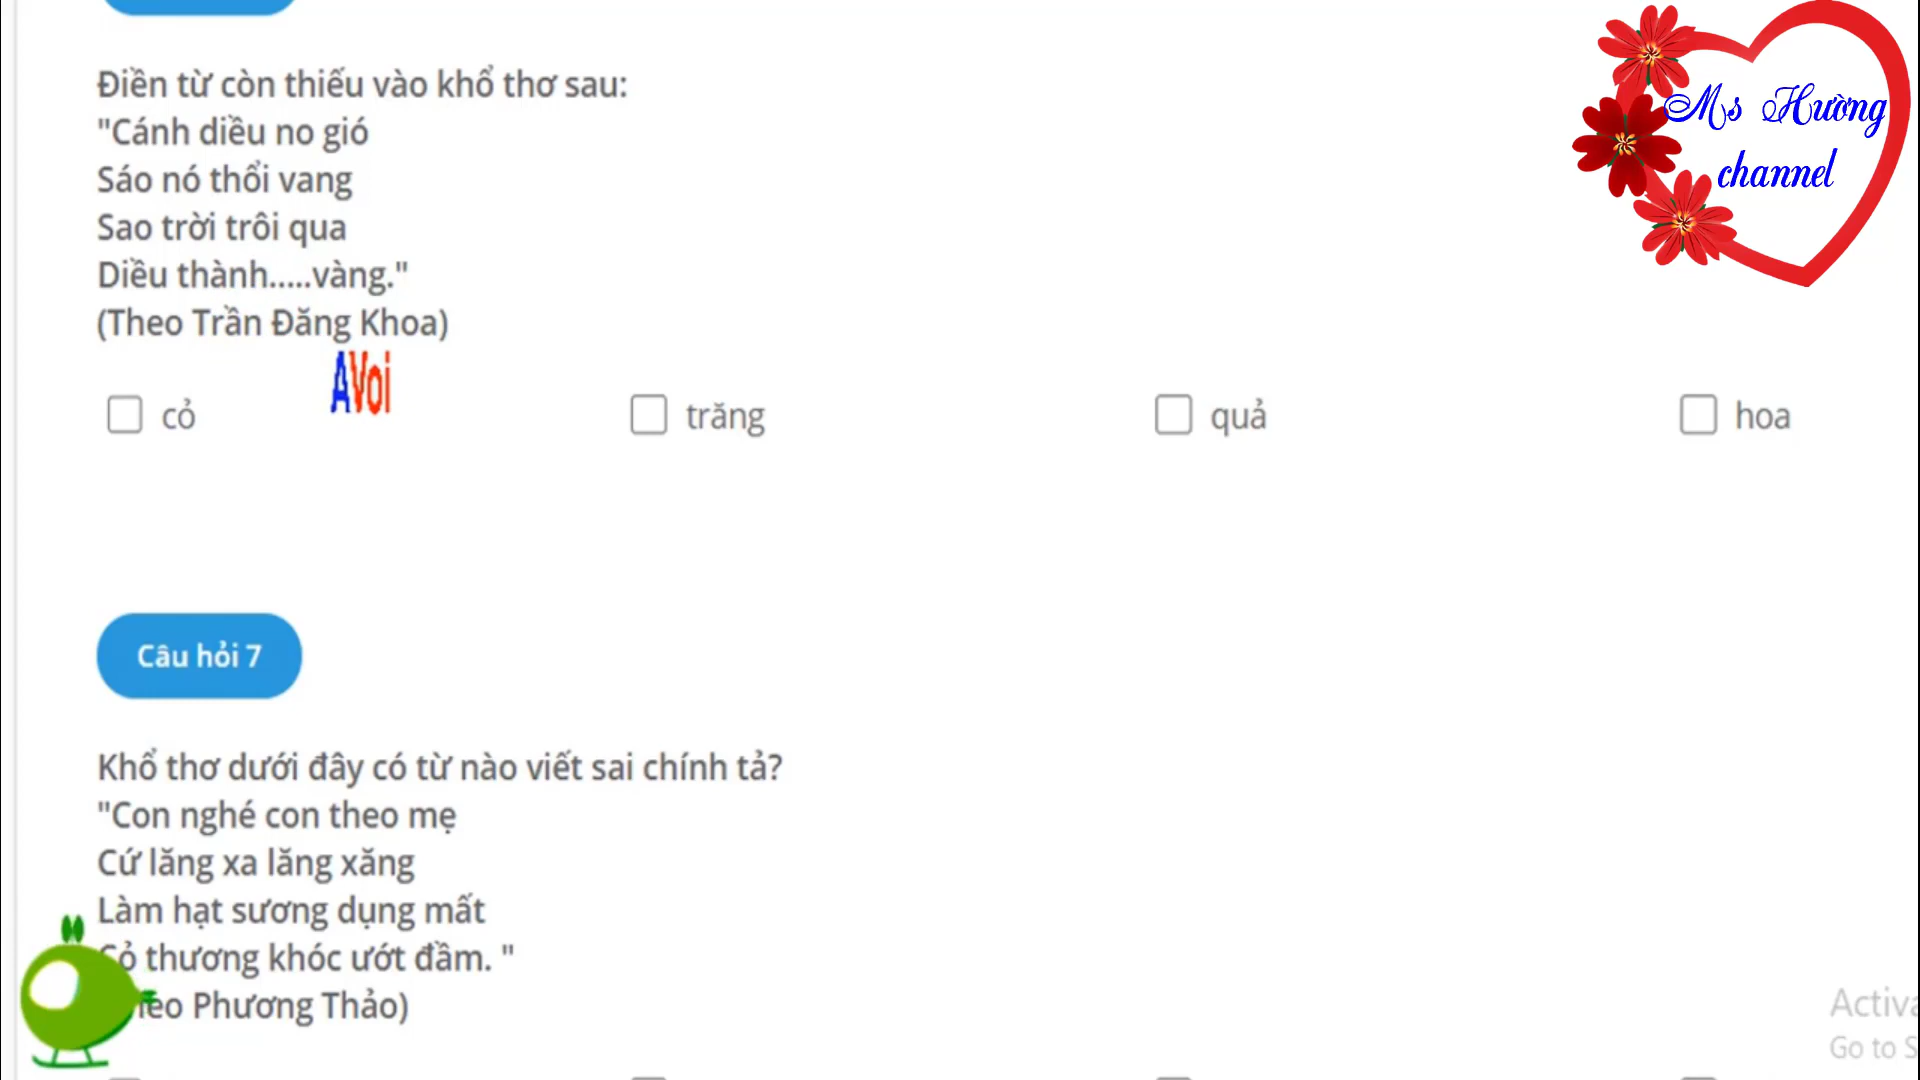 Điền từ còn thiếu vào khổ thơ sau:
"Cánh diều no gió
Sáo nó thổi vang
Sao trời trôi qua
Diều thành.....vàng."
(Theo Trần Đăng Khoa)
AVoi
cỏ
trăng
quả
hoa
Câu hỏi 7
Khổ thơ dưới đây có từ nào viết sai chính tả?
"Con nghé con theo mẹ
Cứ lăng xa lăng xăng
Làm hạt sương dụng mất
Cỏ thương khóc ướt đầm. "
Phương Thảo)
Ms Hường
channel
Go to